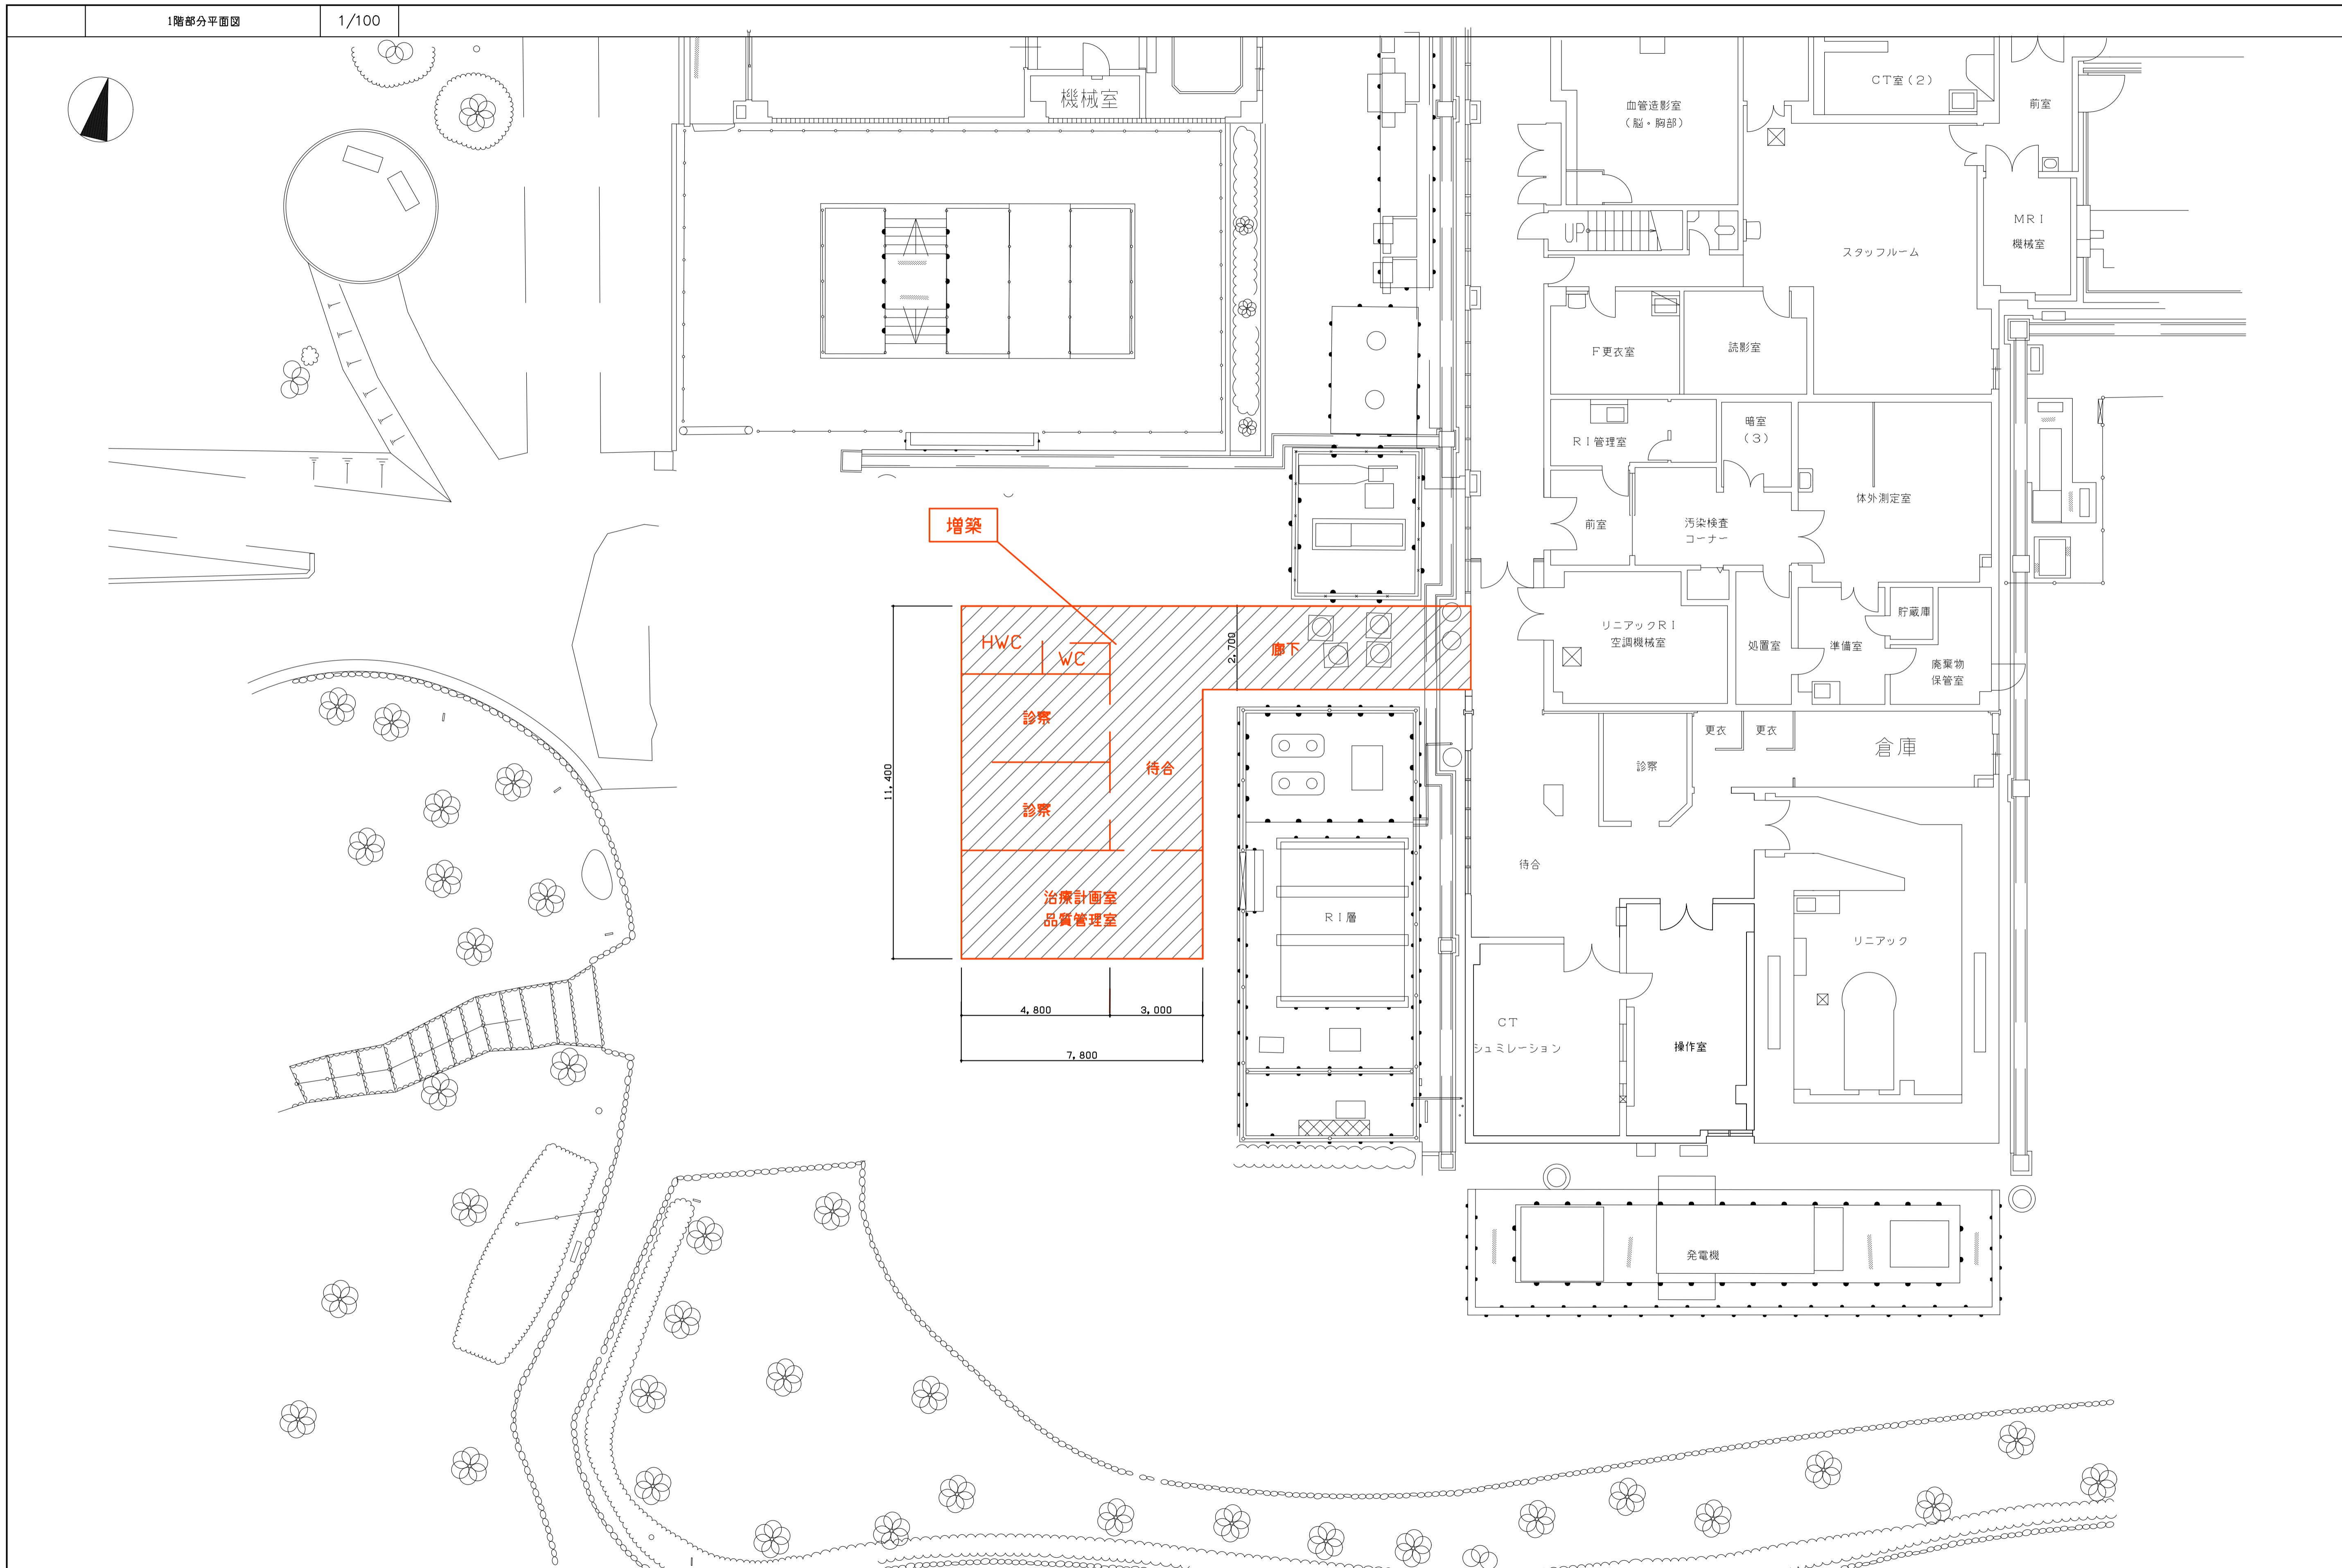 1階部分平面図
1/100
機械室
血管造影室
(脳・胸部)
CT室(2)
前室
MRI
機械室
スタッフルーム
UP
F更衣室
読影室
RI管理室
暗室
(3)
体外測定室
前室
汚染検査
コーナー
増築
HWC
WC
廊下
2,700
診察
待合
診察
治療計画室
品質管理室
11,400
4,800
3,000
7,800
リニアックRI
空調機械室
処置室
準備室
貯蔵庫
廃棄物
保管室
更衣
更衣
倉庫
診察
待合
RI層
リニアック
CT
シュミレーション
操作室
発電機